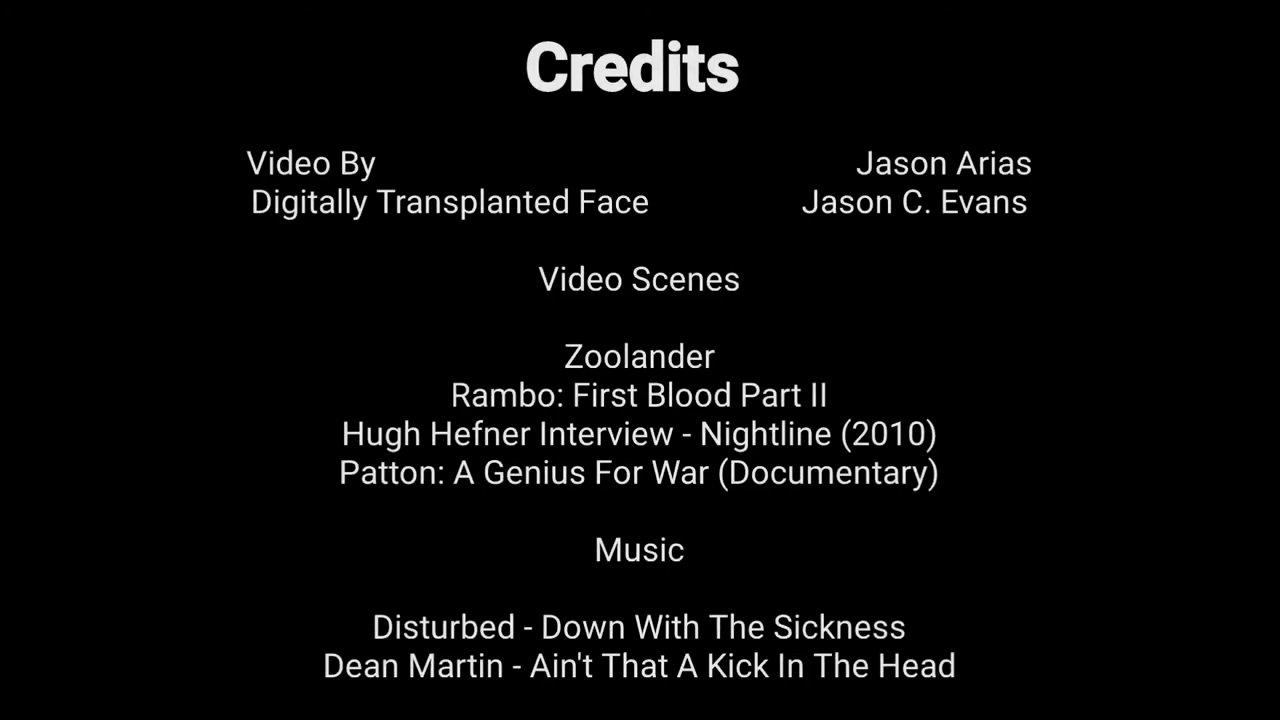 Credits
Video By Jason Arias
Digitally Transplanted Face Jason C. Evans
Video Scenes
Zoolander
Rambo: First Blood Part II
Hugh Hefner Interview - Nightline (2010)
Patton: A Genius For War (Documentary)
Music
Disturbed - Down With The Sickness
Dean Martin - Ain't That A Kick In The Head